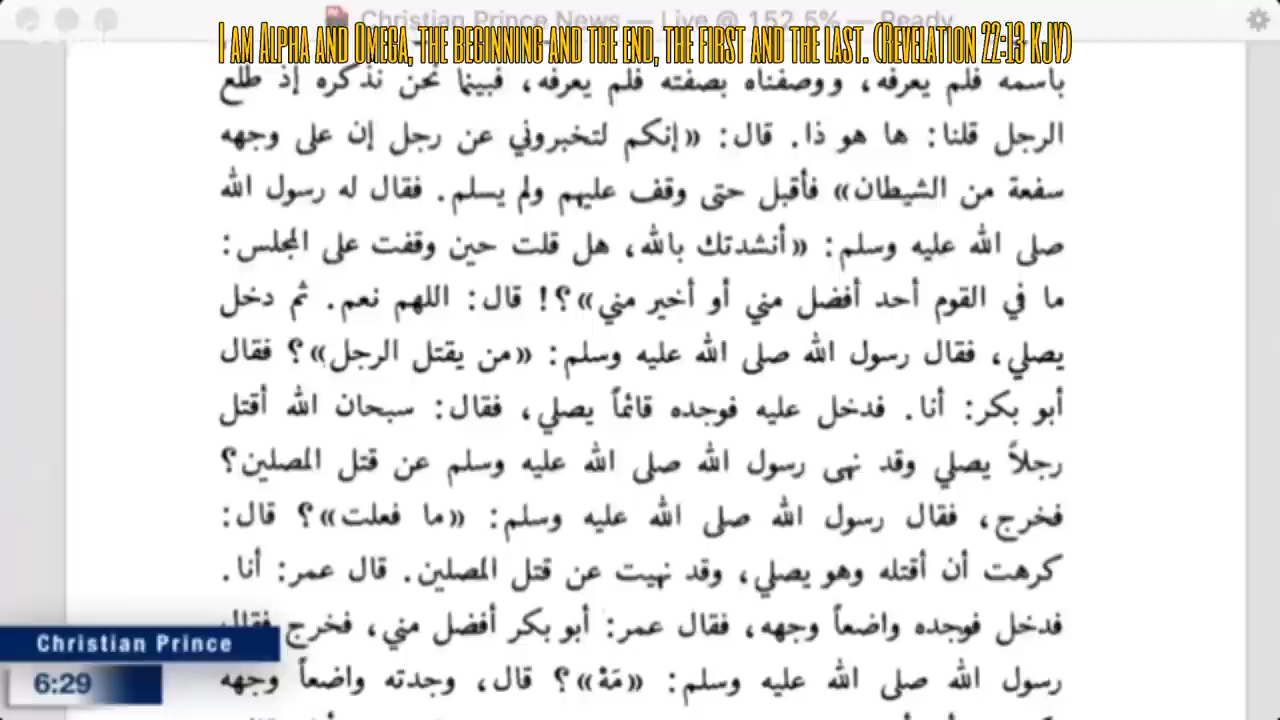 Christian Prince News — Live @ 152.5% — Ready
I am Alpha and Omega, the beginning and the end, the first and the last. (Revelation 22:13 KJV)
باسمه فلم يعرفه، ووصفناه بصفته فلم يعرفه، فبينما نحن نذكره إذ طلع
الرجل قلنا: ها هو ذا. قال: «إنكم لتخبروني عن رجل إن على وجهه
سفعة من الشيطان» فأقبل حتى وقف عليهم ولم يسلم. فقال له رسول الله
صلى الله عليه وسلم: «أنشدتك بالله، هل قلت حين وقفت على المجلس:
ما في القوم أحد أفضل مني أو أخير مني»؟! قال: اللهم نعم. ثم دخل
يصلي، فقال رسول الله صلى الله عليه وسلم: «من يقتل الرجل»؟ فقال
أبو بكر: أنا. فدخل عليه فوجده قائماً يصلي، فقال: سبحان الله أقتل
رجلاً يصلي وقد نهى رسول الله صلى الله عليه وسلم عن قتل المصلين؟
فخرج، فقال رسول الله صلى الله عليه وسلم: «ما فعلت»؟ قال:
كرهت أن أقتله وهو يصلي، وقد نهيت عن قتل المصلين. قال عمر: أنا.
فدخل فوجده واضعاً وجهه، فقال عمر: أبو بكر أفضل مني، فخرج فقال
رسول الله صلى الله عليه وسلم: «مَهْ»؟ قال، وجدته واضعاً وجهه
Christian Prince
6:29